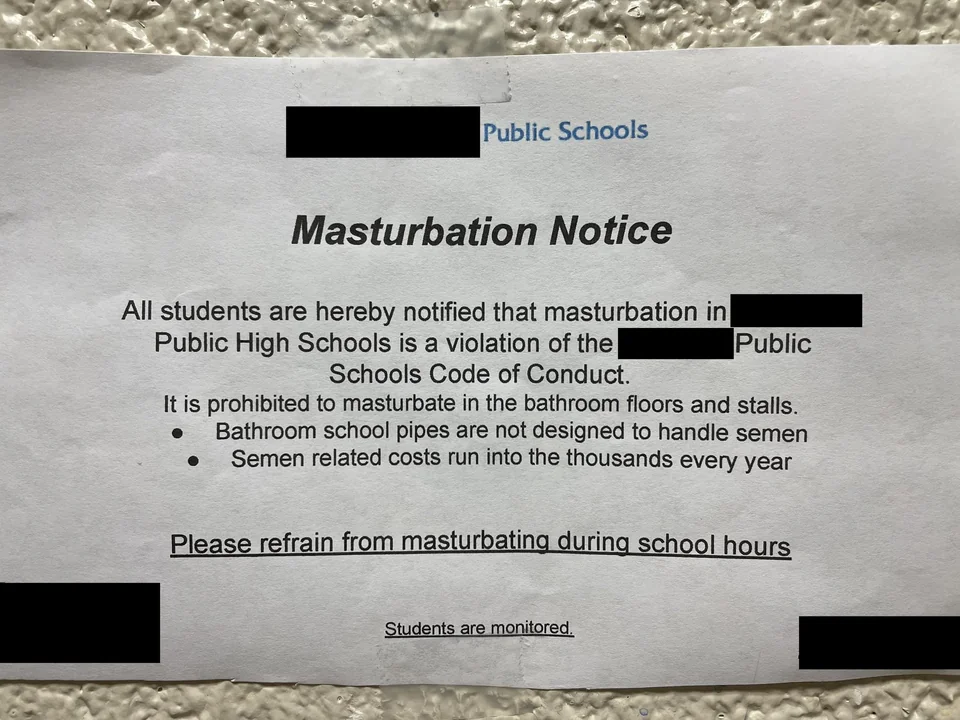 Public Schools
Masturbation Notice
All students are hereby notified that masturbation in
Public High Schools is a violation of the Public
Schools Code of Conduct.
It is prohibited to masturbate in the bathroom floors and stalls.
● Bathroom school pipes are not designed to handle semen
● Semen related costs run into the thousands every year
Please refrain from masturbating during school hours
Students are monitored.